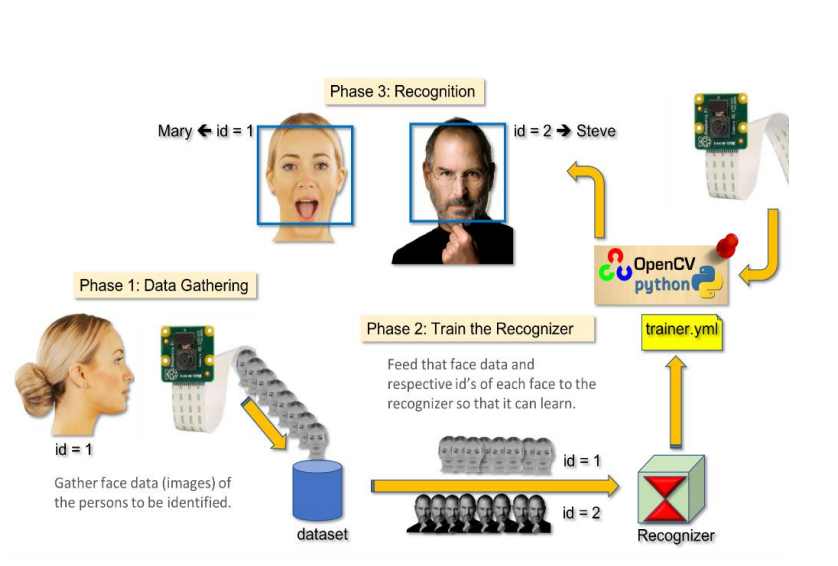 Phase 3: Recognition
Mary 🡸 id = 1
id = 2 🡺 Steve
OpenCV
python
trainer.yml
Phase 1: Data Gathering
id = 1
Gather face data (images) of
the persons to be identified.
dataset
Phase 2: Train the Recognizer
Feed that face data and
respective id's of each face to the
recognizer so that it can learn.
id = 1
id = 2
Recognizer